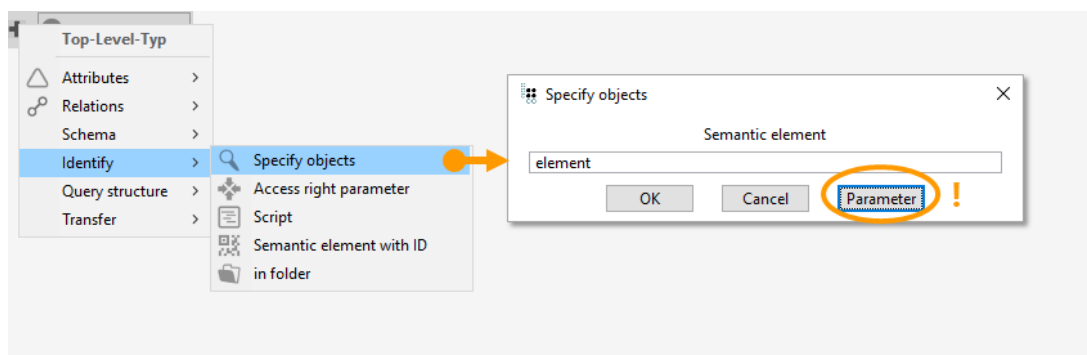 Top-Level-Typ
Attributes
Relations
Schema
Identify
Query structure
Transfer
Specify objects
Access right parameter
Script
Semantic element with ID
in folder
Specify objects
Semantic element
element
OK Cancel Parameter !